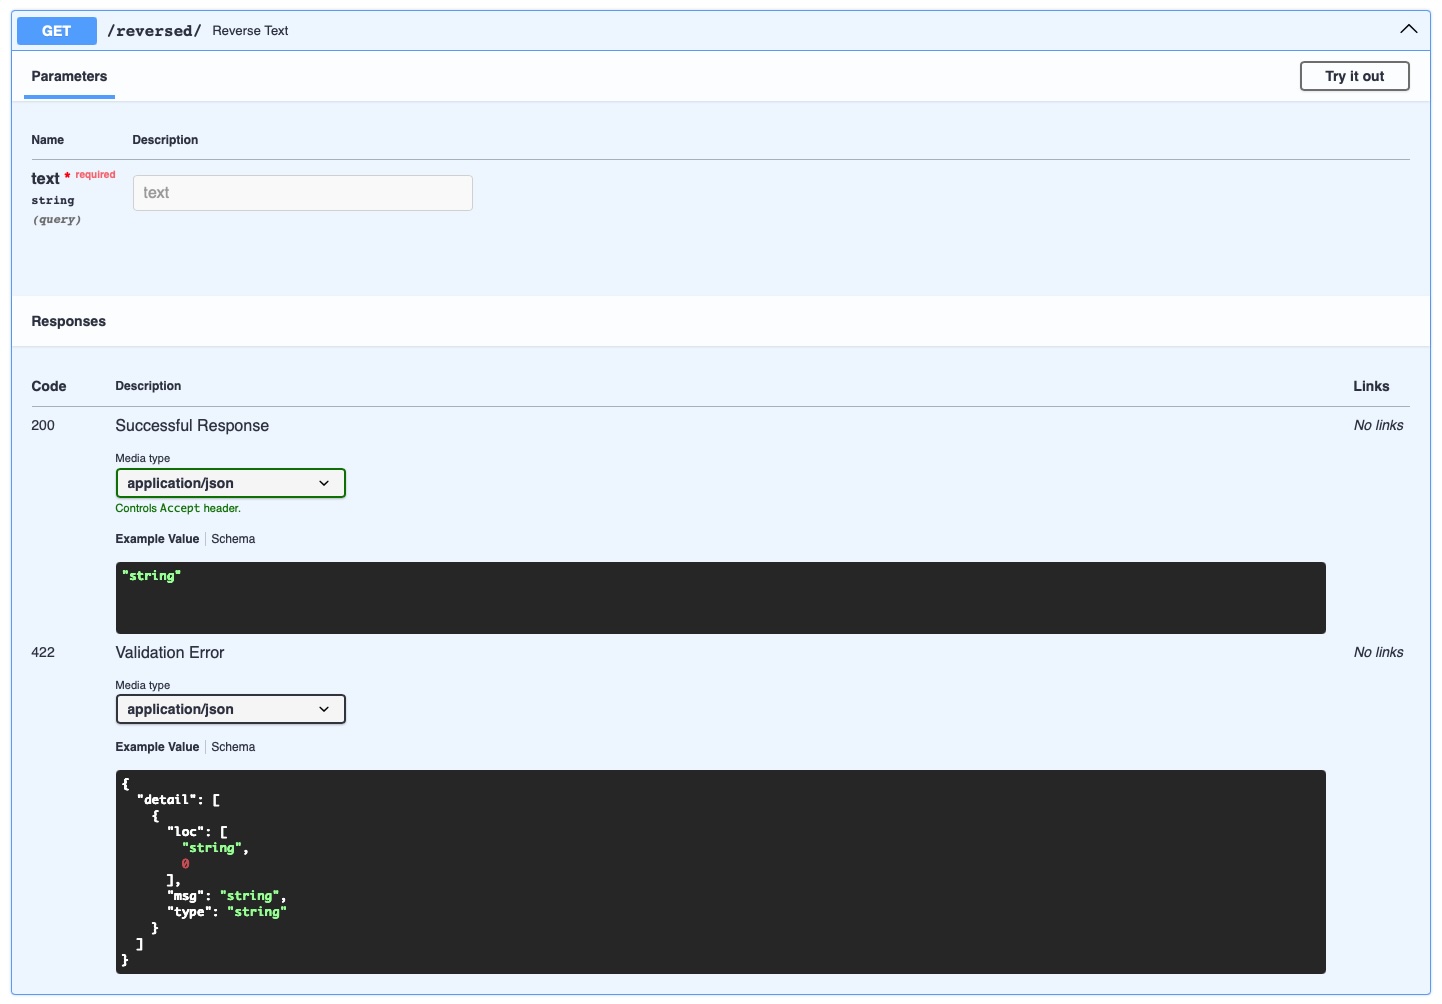 GET /reversed/ Reverse Text
Parameters Try it out
Name Description
text * required
string
(query)
text
Responses
Code Description Links
200 Successful Response No links
Media type
application/json
Controls Accept header.
Example Value Schema
"string"
422 Validation Error No links
Media type
application/json
Example Value Schema
{
  "detail": [
    {
      "loc": [
        "string",
        0
      ],
      "msg": "string",
      "type": "string"
    }
  ]
}